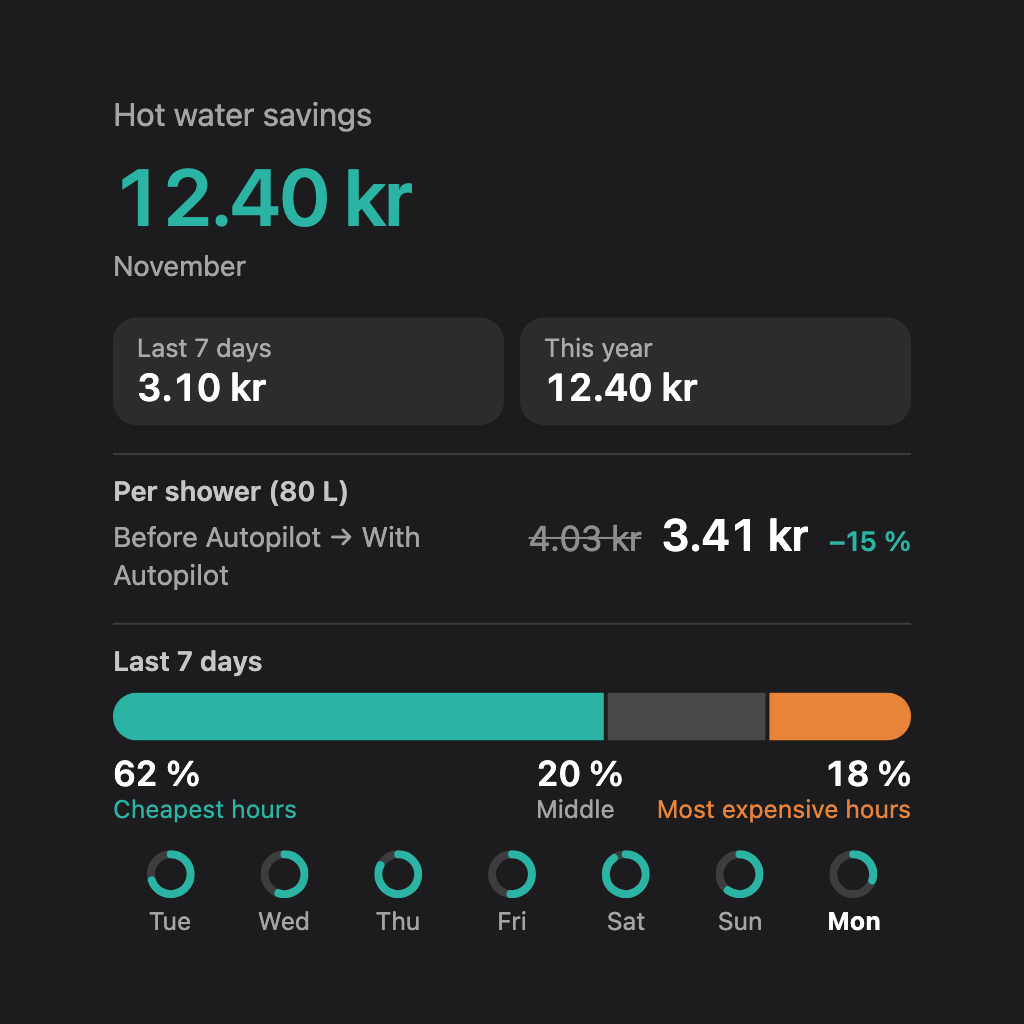 Hot water savings
12.40 kr
November
Last 7 days
3.10 kr
This year
12.40 kr
Per shower (80 L)
Before Autopilot → With
Autopilot
4.03 kr 3.41 kr –15 %
Last 7 days
62 % 20 % 18 %
Cheapest hours Middle Most expensive hours
Tue Wed Thu Fri Sat Sun Mon